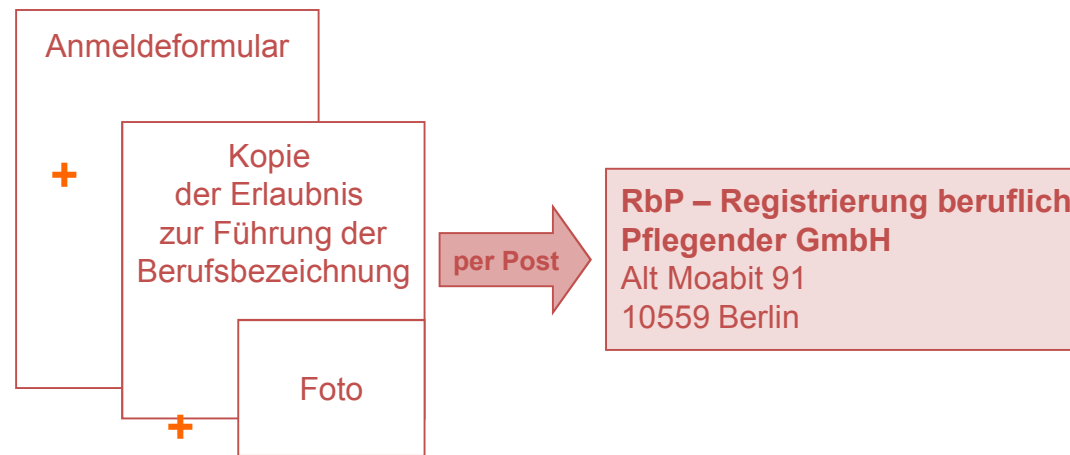 Anmeldeformular
+
Kopie
der Erlaubnis
zur Führung der
Berufsbezeichnung
+
Foto
per Post
RbP – Registrierung beruflich
Pflegender GmbH
Alt Moabit 91
10559 Berlin